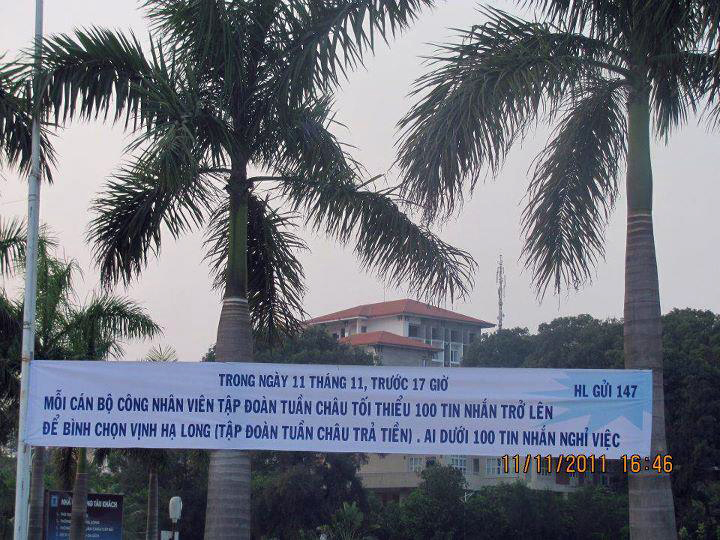 TRONG NGÀY 11 THÁNG 11, TRƯỚC 17 GIỜ
HL GỬI 147
MỖI CÁN BỘ CÔNG NHÂN VIÊN TẬP ĐOÀN TUẦN CHÂU TỐI THIỂU 100 TIN NHẮN TRỞ LÊN
ĐỂ BÌNH CHỌN VỊNH HẠ LONG (TẬP ĐOÀN TUẦN CHÂU TRẢ TIỀN) . AI DƯỚI 100 TIN NHẮN NGHỈ VIỆC
11/11/2011 16:46